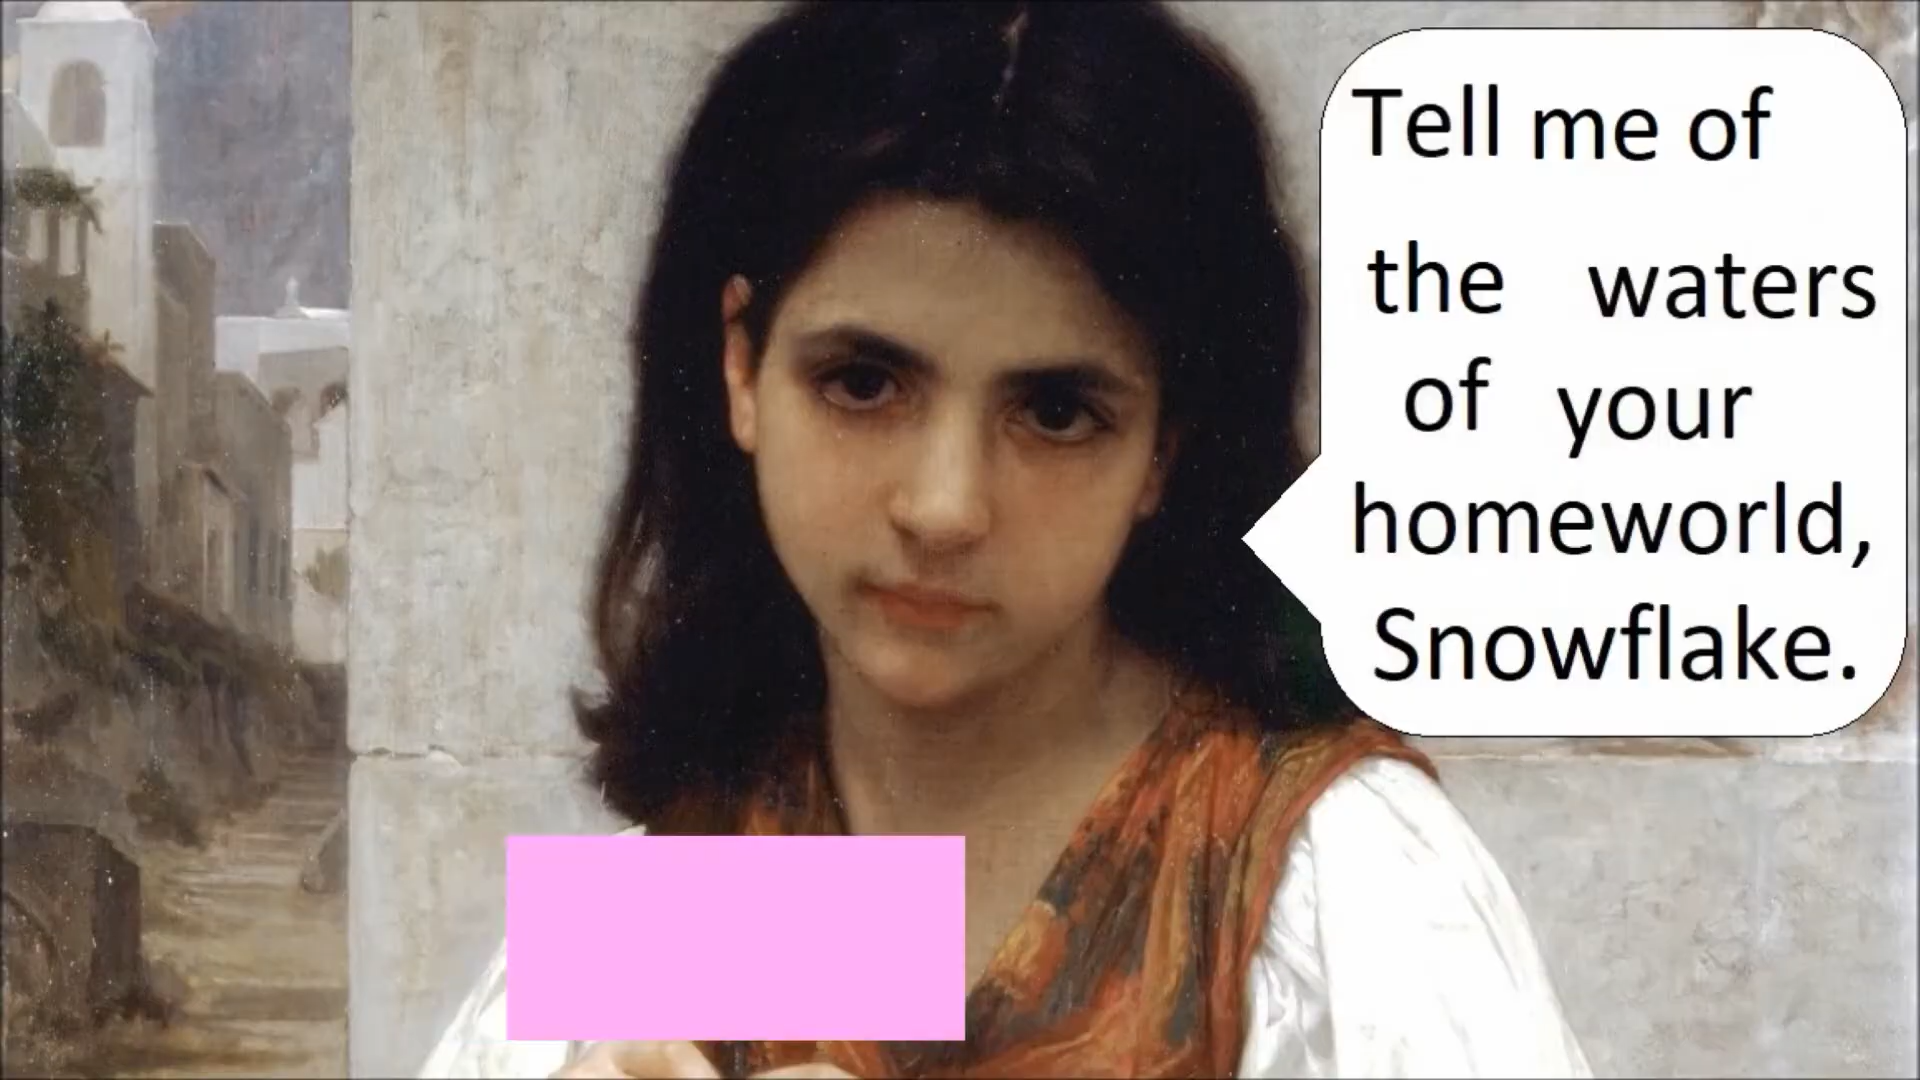 Tell me of
the waters
of your
homeworld,
Snowflake.